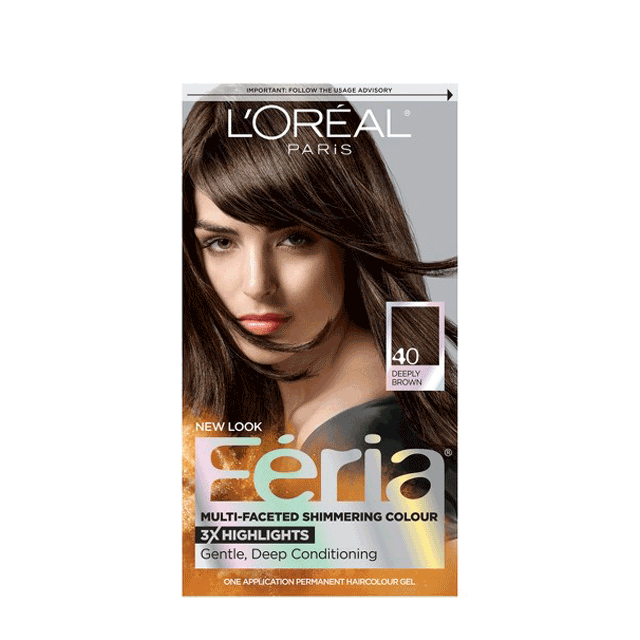 IMPORTANT: FOLLOW THE USAGE ADVISORY
L'ORÉAL®
PARiS
40
DEEPLY
BROWN
NEW LOOK
Féria®
MULTI-FACETED SHIMMERING COLOUR
3X HIGHLIGHTS
Gentle, Deep Conditioning
ONE APPLICATION PERMANENT HAIRCOLOUR GEL